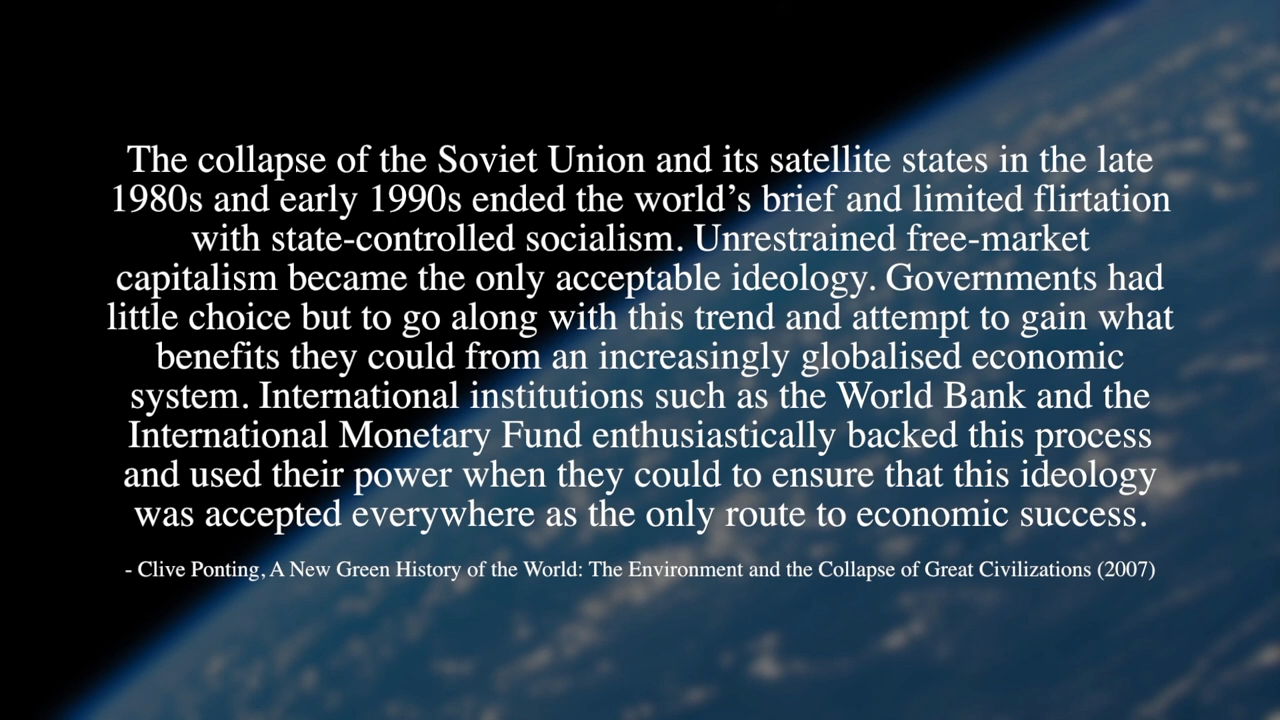 The collapse of the Soviet Union and its satellite states in the late
1980s and early 1990s ended the world’s brief and limited flirtation
with state-controlled socialism. Unrestrained free-market
capitalism became the only acceptable ideology. Governments had
little choice but to go along with this trend and attempt to gain what
benefits they could from an increasingly globalised economic
system. International institutions such as the World Bank and the
International Monetary Fund enthusiastically backed this process
and used their power when they could to ensure that this ideology
was accepted everywhere as the only route to economic success.
- Clive Ponting, A New Green History of the World: The Environment and the Collapse of Great Civilizations (2007)